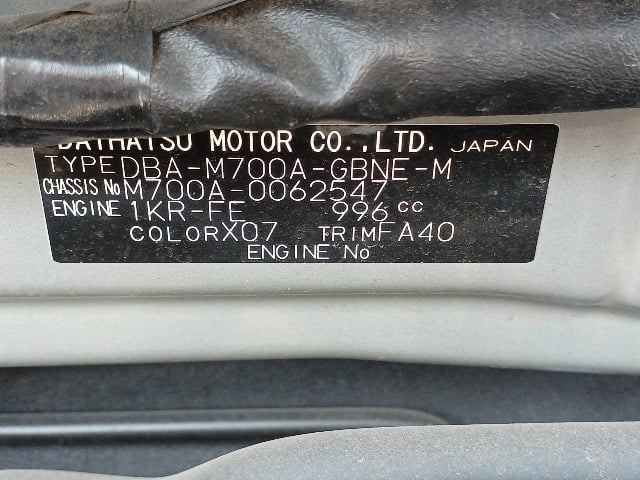 DAIHATSU MOTOR CO.,LTD. JAPAN
TYPE DBA-M700A-GBNE-M
CHASSIS No M700A-0062547
ENGINE 1KR-FE 996 cc
COLOR X07 TRIM FA40
ENGINE No